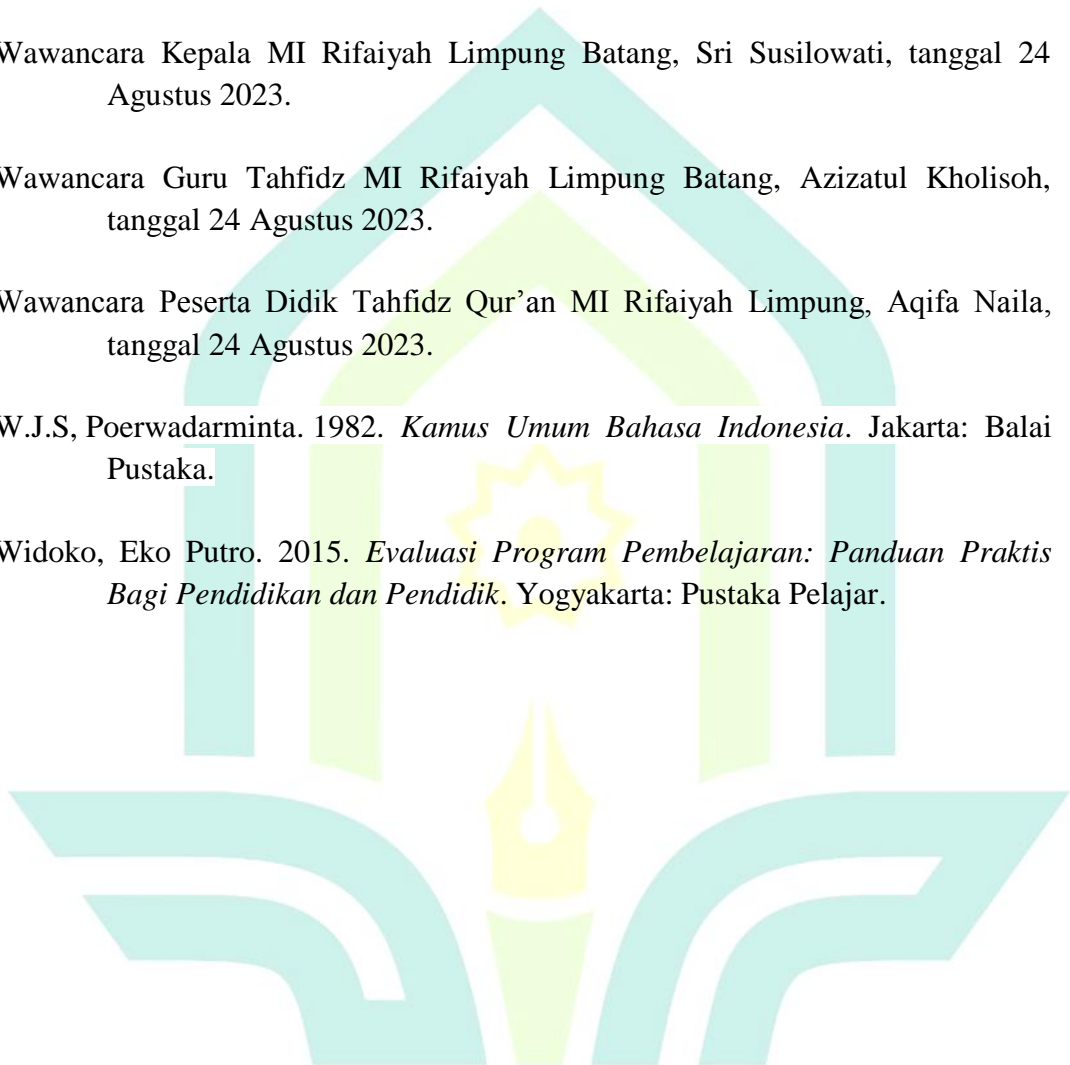 Wawancara Kepala MI Rifaiyah Limpung Batang, Sri Susilowati, tanggal 24
Agustus 2023.
Wawancara Guru Tahfidz MI Rifaiyah Limpung Batang, Azizatul Kholisoh,
tanggal 24 Agustus 2023.
Wawancara Peserta Didik Tahfidz Qur’an MI Rifaiyah Limpung, Aqifa Naila,
tanggal 24 Agustus 2023.
W.J.S, Poerwadarminta. 1982. Kamus Umum Bahasa Indonesia. Jakarta: Balai
Pustaka.
Widoko, Eko Putro. 2015. Evaluasi Program Pembelajaran: Panduan Praktis
Bagi Pendidikan dan Pendidik. Yogyakarta: Pustaka Pelajar.